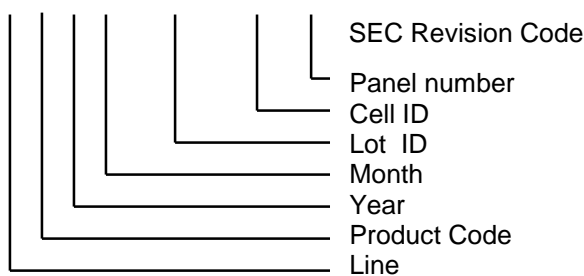 SEC Revision Code
Panel number
Cell ID
Lot  ID
Month
Year
Product Code
Line